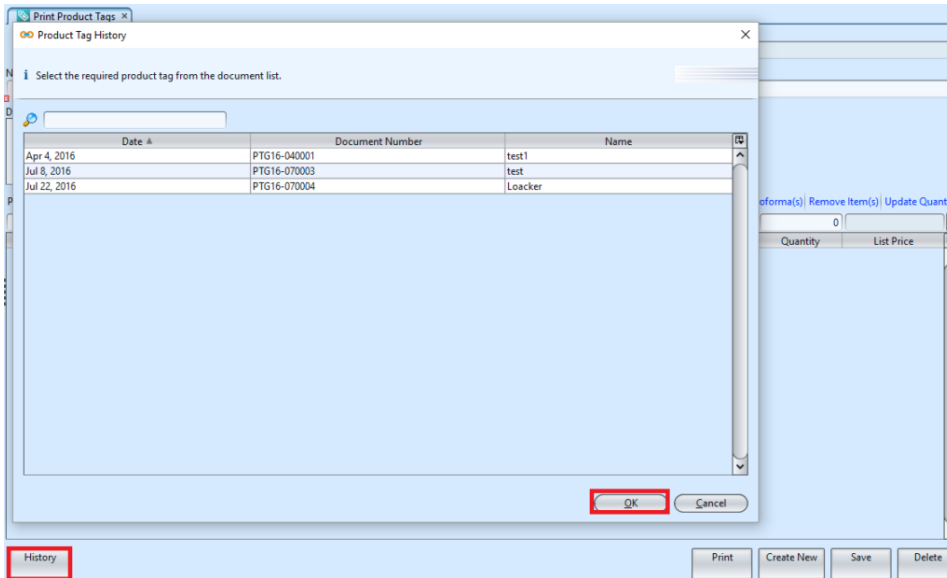 Print Product Tags ×
Product Tag History
N
i Select the required product tag from the document list.
D
Date Document Number Name
Apr 4, 2016 PTG16-040001 test1
Jul 8, 2016 PTG16-070003 test
Jul 22, 2016 PTG16-070004 Loacker
P
oforma(s) Remove Item(s) Update Quant
0
Quantity List Price
OK Cancel
History Print Create New Save Delete